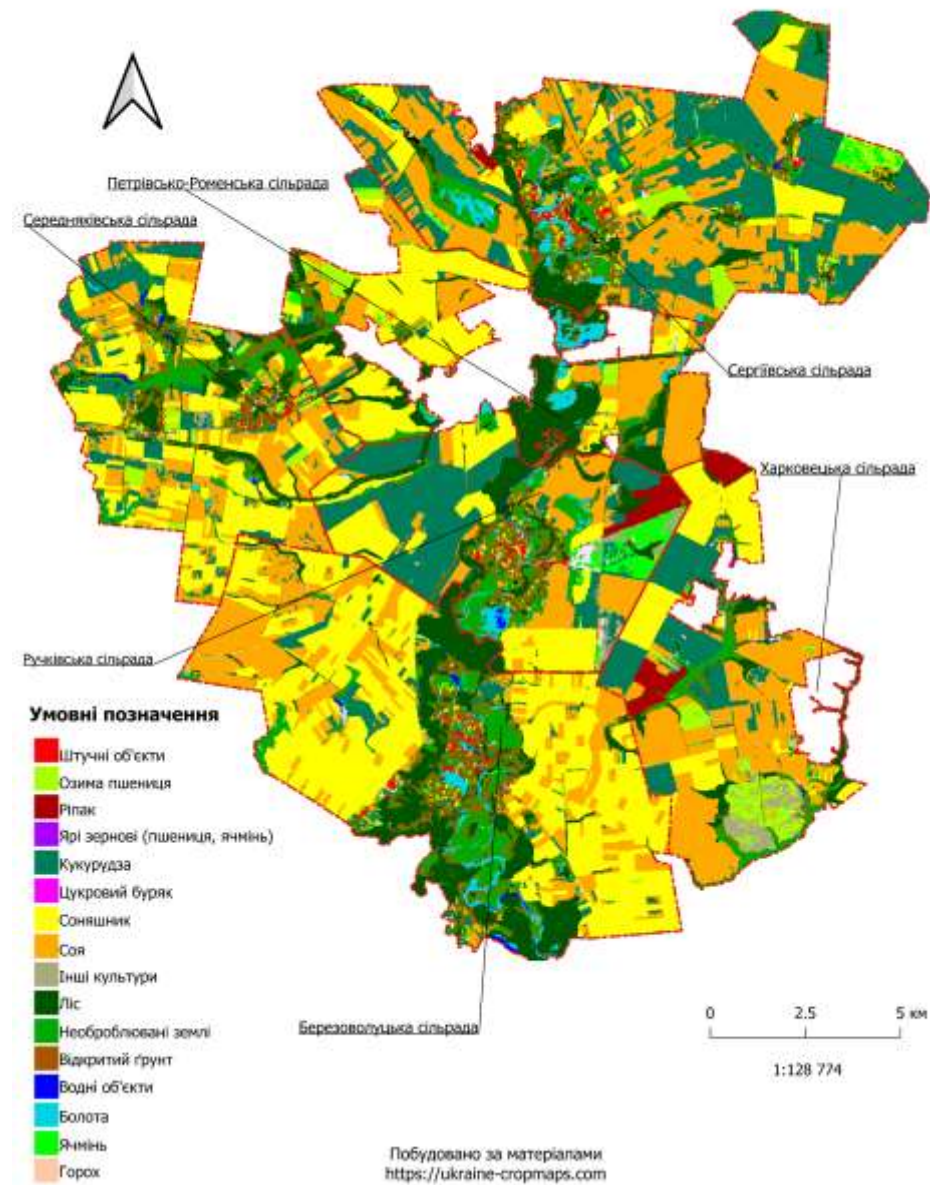 Петрівсько-Роменська сільрада
Середняківська сільрада
Сергіївська сільрада
Харковецька сільрада
Ручківська сільрада
Умовні позначення
Штучні об'єкти
Озима пшениця
Ріпак
Ярі зернові (пшениця, ячмінь)
Кукурудза
Цукровий буряк
Соняшник
Соя
Інші культури
Ліс
Необроблювані землі
Відкритий ґрунт
Водні об'єкти
Болота
Ячмінь
Горох
Березоволуцька сільрада
0 2.5 5 км
1:128 774
Побудовано за матеріалами
https://ukraine-cropmaps.com